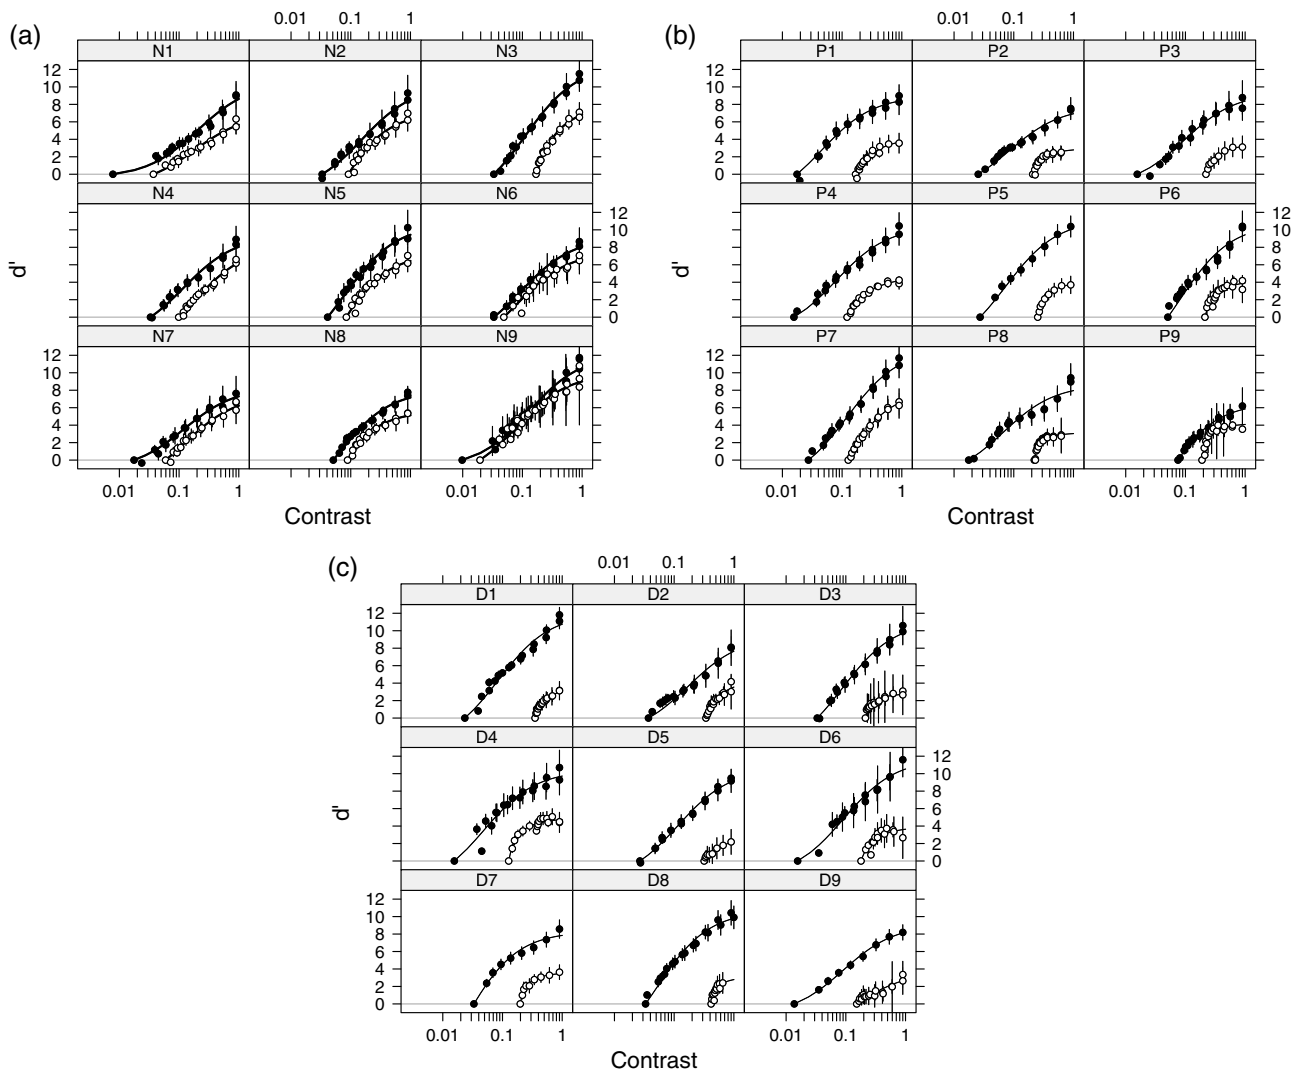 0.01 0.1 1
0.01 0.1 1
(a)
(b)
N1 N2 N3
P1 P2 P3
12
10
8
6
4
2
0
12
10
8
6
4
2
0
N4 N5 N6
P4 P5 P6
12
10
8
6
4
2
0
12
10
8
6
4
2
0
d'
d'
N7 N8 N9
P7 P8 P9
12
10
8
6
4
2
0
12
10
8
6
4
2
0
0.01 0.1 1 0.01 0.1 1
0.01 0.1 1 0.01 0.1 1
Contrast
Contrast
(c)
0.01 0.1 1
D1 D2 D3
12
10
8
6
4
2
0
D4 D5 D6
12
10
8
6
4
2
0
d'
D7 D8 D9
12
10
8
6
4
2
0
0.01 0.1 1 0.01 0.1 1
Contrast